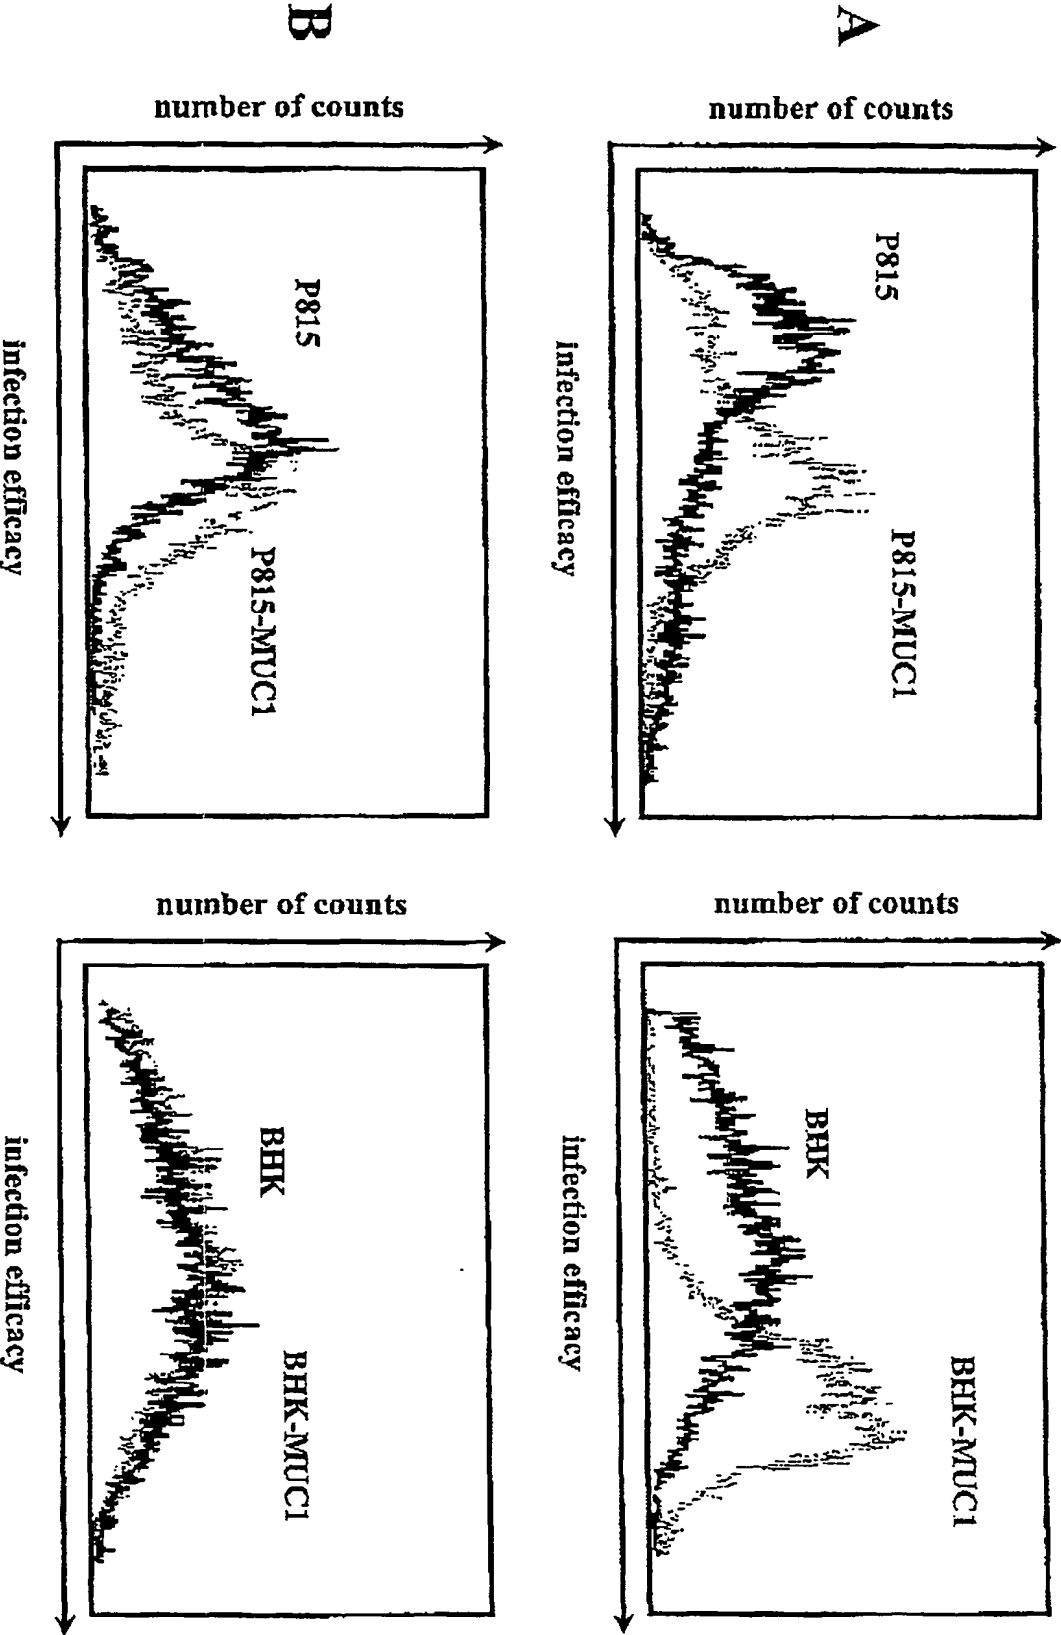 A
number of counts
P815
P815-MUC1
infection efficacy
number of counts
BHK
BHK-MUC1
infection efficacy
B
number of counts
P815
P815-MUC1
infection efficacy
number of counts
BHK
BHK-MUC1
infection efficacy